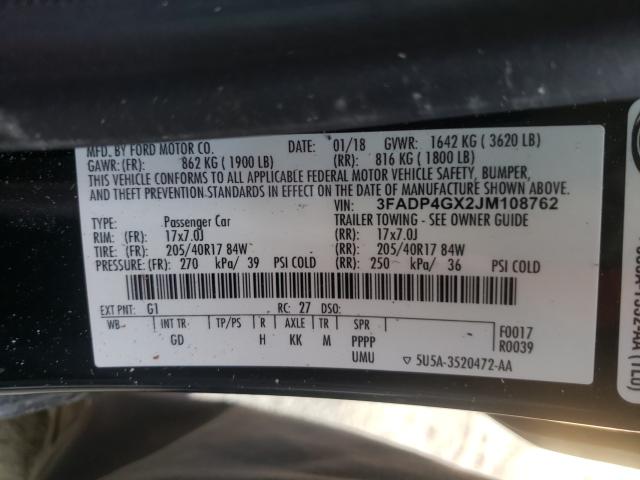 MFD. BY FORD MOTOR CO. DATE: 01/18 GVWR: 1642 KG ( 3620 LB)
GAWR: (FR): 862 KG ( 1900 LB) (RR): 816 KG ( 1800 LB)
THIS VEHICLE CONFORMS TO ALL APPLICABLE FEDERAL MOTOR VEHICLE SAFETY, BUMPER,
AND THEFT PREVENTION STANDARDS IN EFFECT ON THE DATE OF MANUFACTURE SHOWN ABOVE.
VIN: 3FADP4GX2JM108762
TYPE: Passenger Car TRAILER TOWING - SEE OWNER GUIDE
RIM: (FR): 17x7.0J (RR): 17x7.0J
TIRE: (FR): 205/40R17 84W (RR): 205/40R17 84W
PRESSURE: (FR): 270 kPa/ 39 PSI COLD (RR): 250 kPa/ 36 PSI COLD
EXT PNT: G1 RC: 27 DSO:
WB INT TR TP/PS R AXLE TR SPR F0017
GD H KK M PPPP R0039
UMU ▽ 5U5A-3520472-AA